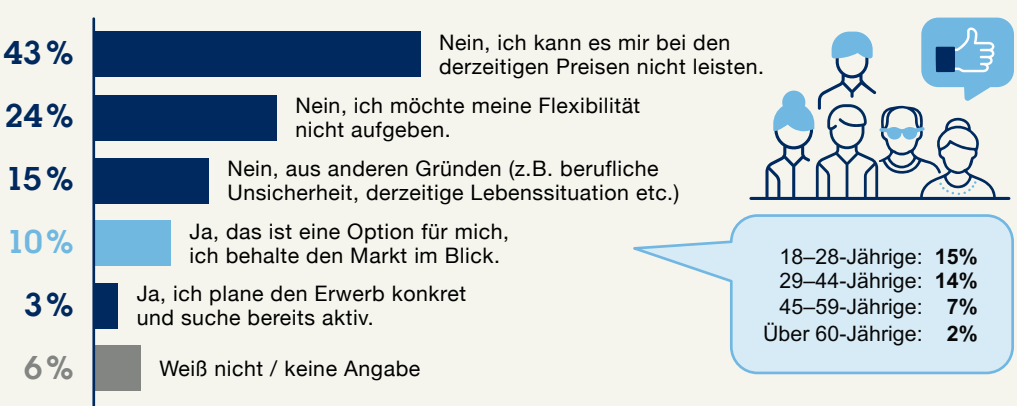 43 %
Nein, ich kann es mir bei den
derzeitigen Preisen nicht leisten.
24 %
Nein, ich möchte meine Flexibilität
nicht aufgeben.
15 %
Nein, aus anderen Gründen (z.B. berufliche
Unsicherheit, derzeitige Lebenssituation etc.)
10 %
Ja, das ist eine Option für mich,
ich behalte den Markt im Blick.
3 %
Ja, ich plane den Erwerb konkret
und suche bereits aktiv.
6 %
Weiß nicht / keine Angabe
18–28-Jährige: 15%
29–44-Jährige: 14%
45–59-Jährige: 7%
Über 60-Jährige: 2%